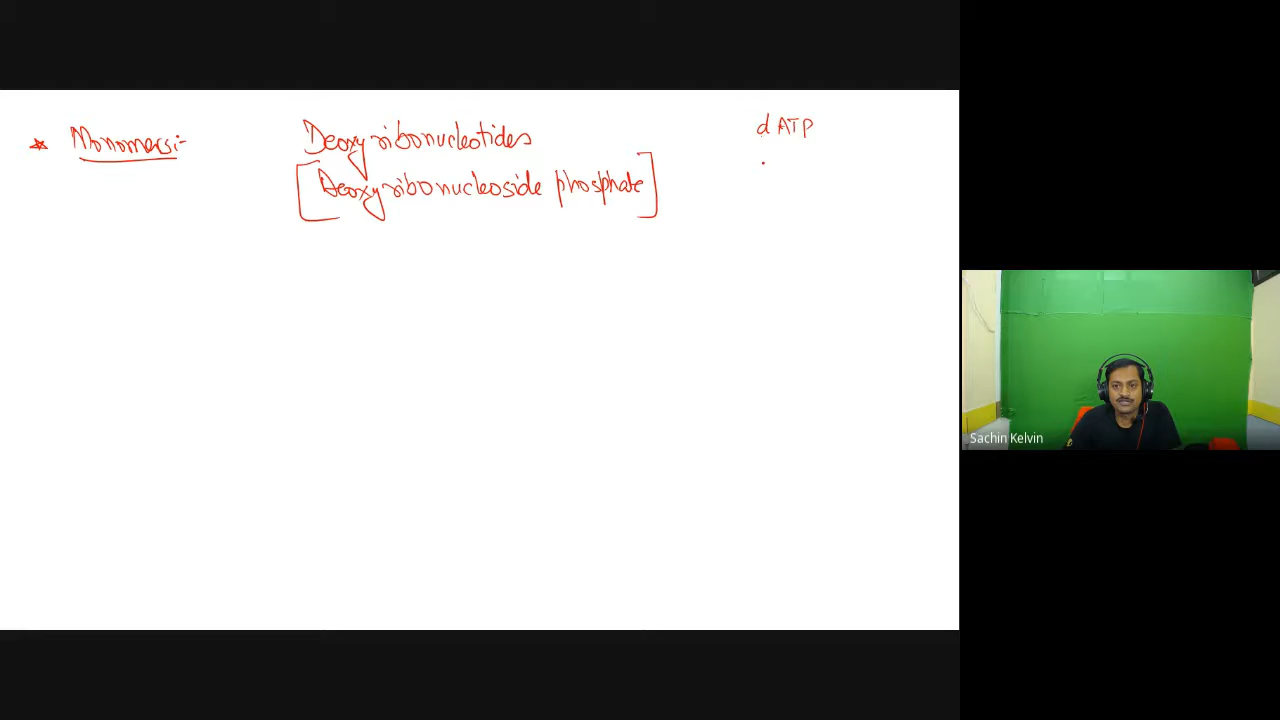 * Monomers:-
Deoxyribonucleotides
[Deoxyribonucleoside phosphate]
dATP
Sachin Kelvin